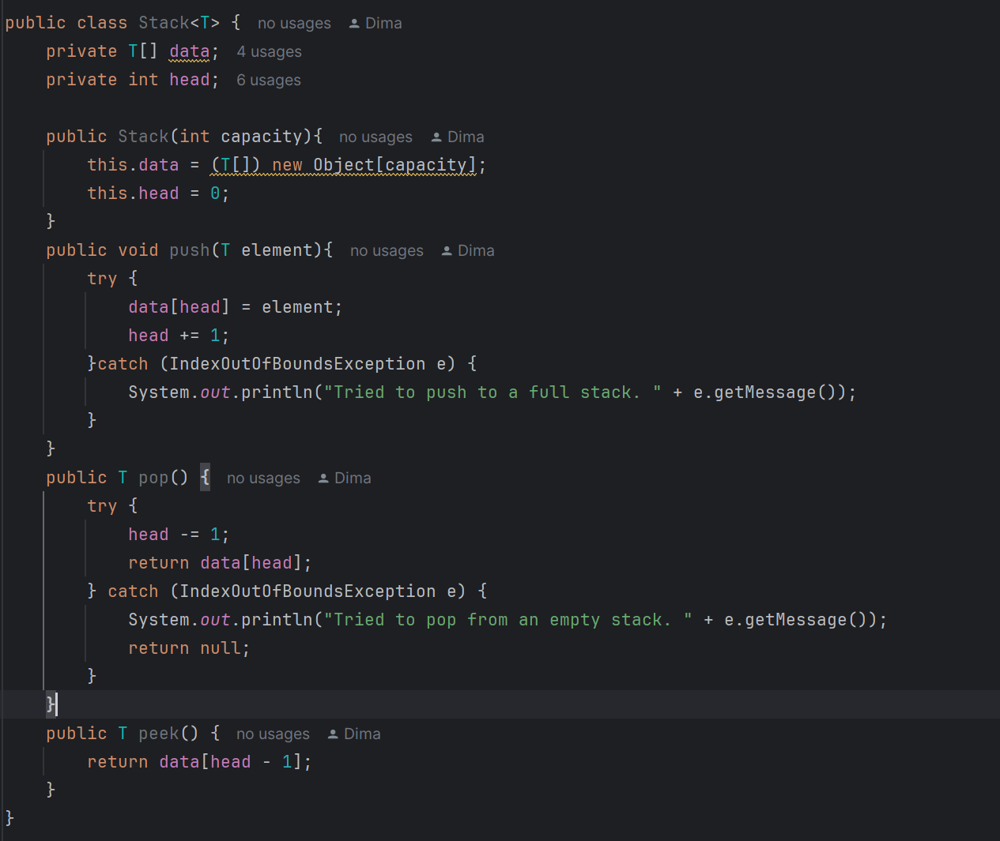 public class Stack<T> { no usages Dima
private T[] data; 4 usages
private int head; 6 usages
public Stack(int capacity){ no usages Dima
this.data = (T[]) new Object[capacity];
this.head = 0;
}
public void push(T element){ no usages Dima
try {
data[head] = element;
head += 1;
}catch (IndexOutOfBoundsException e) {
System.out.println("Tried to push to a full stack. " + e.getMessage());
}
}
public T pop() { no usages Dima
try {
head -= 1;
return data[head];
} catch (IndexOutOfBoundsException e) {
System.out.println("Tried to pop from an empty stack. " + e.getMessage());
return null;
}
}
public T peek() { no usages Dima
return data[head - 1];
}
}